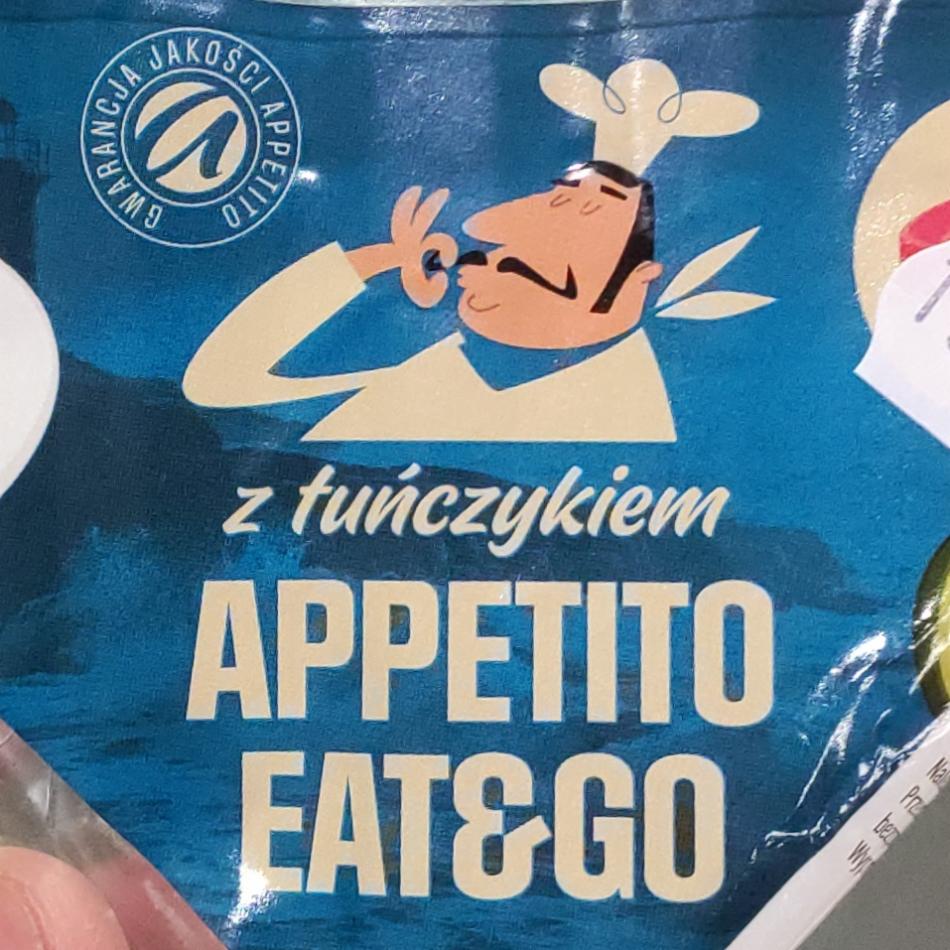 GWARANCJA JAKOŚCI APPETITO
z tuńczykiem
APPETITO
EAT&GO